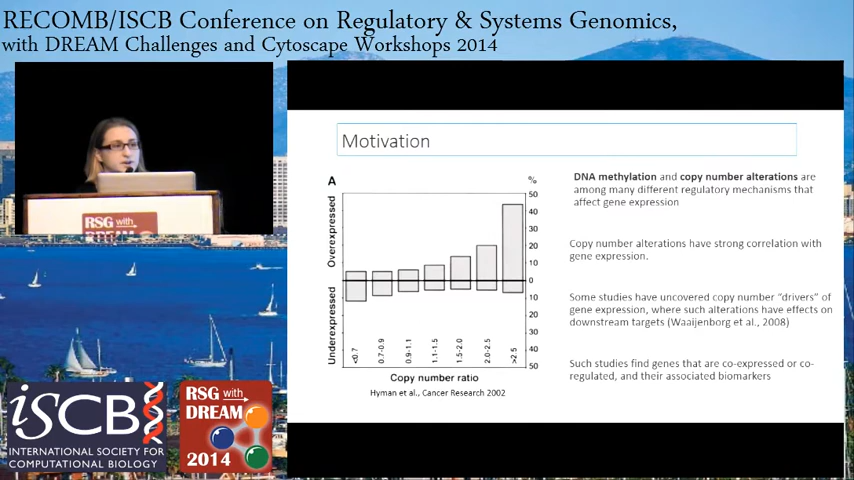 RECOMB/ISCB Conference on Regulatory & Systems Genomics,
with DREAM Challenges and Cytoscape Workshops 2014
RSG with
DREAM
Motivation
A
%
Overexpressed
Underexpressed
50
40
30
20
10
0
10
20
30
40
50
<0.7
0.7-0.9
0.9-1.1
1.1-1.5
1.5-2.0
2.0-2.5
>2.5
Copy number ratio
Hyman et al., Cancer Research 2002
DNA methylation and copy number alterations are
among many different regulatory mechanisms that
affect gene expression
Copy number alterations have strong correlation with
gene expression.
Some studies have uncovered copy number “drivers” of
gene expression, where such alterations have effects on
downstream targets (Waaijenborg et al., 2008)
Such studies find genes that are co-expressed or co-
regulated, and their associated biomarkers
iSCB
INTERNATIONAL SOCIETY FOR
COMPUTATIONAL BIOLOGY
RSG with
DREAM
2014